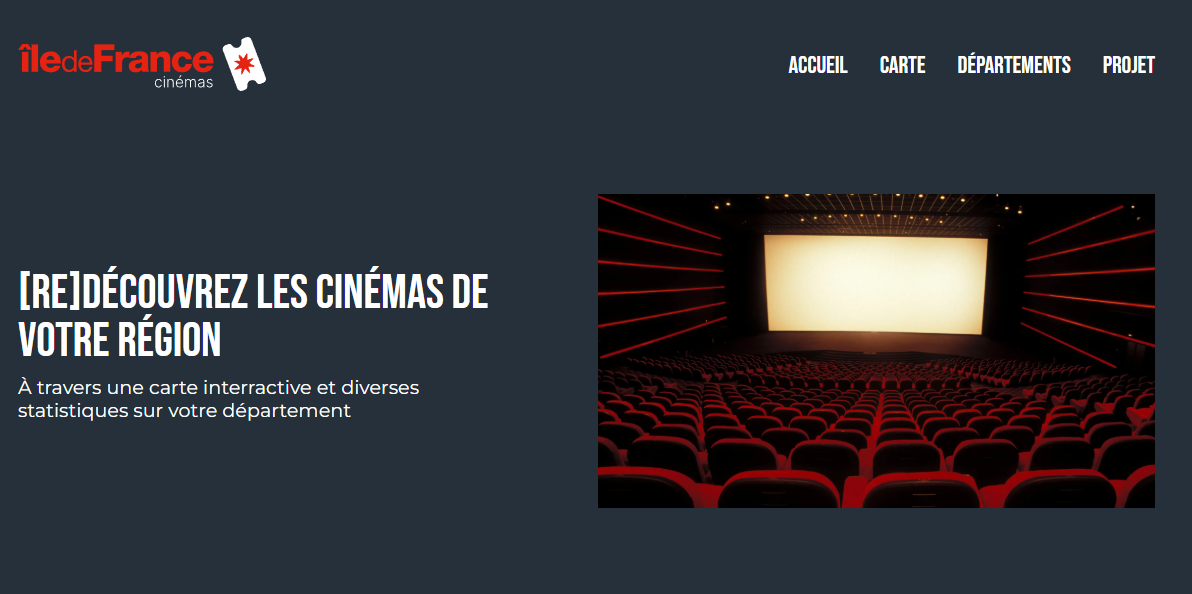 îledeFrance
cinémas
ACCUEIL CARTE DÉPARTEMENTS PROJET
[RE]DÉCOUVREZ LES CINÉMAS DE
VOTRE RÉGION
À travers une carte interractive et diverses
statistiques sur votre département